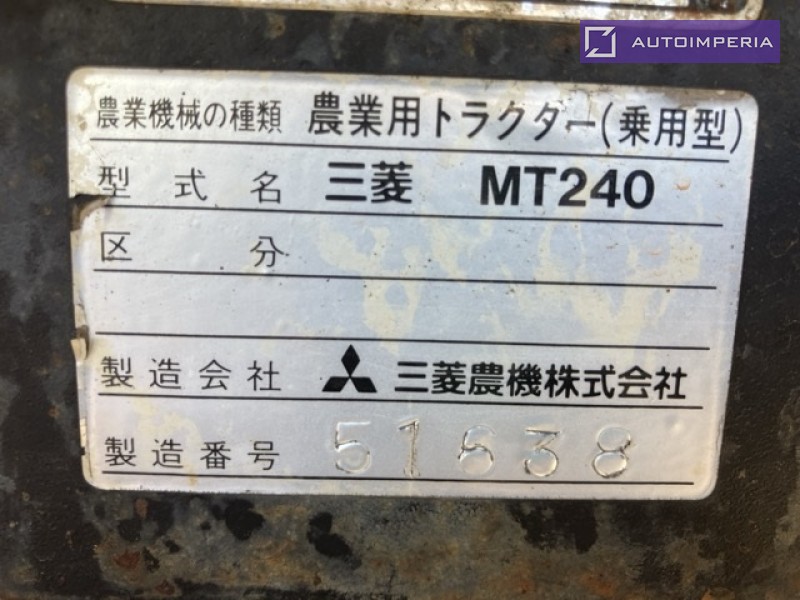 AUTOIMPERIA
農業機械の種類 農業用トラクター(乗用型)
型式名 三菱 MT240
区分
製造会社 三菱農機株式会社
製造番号 51638